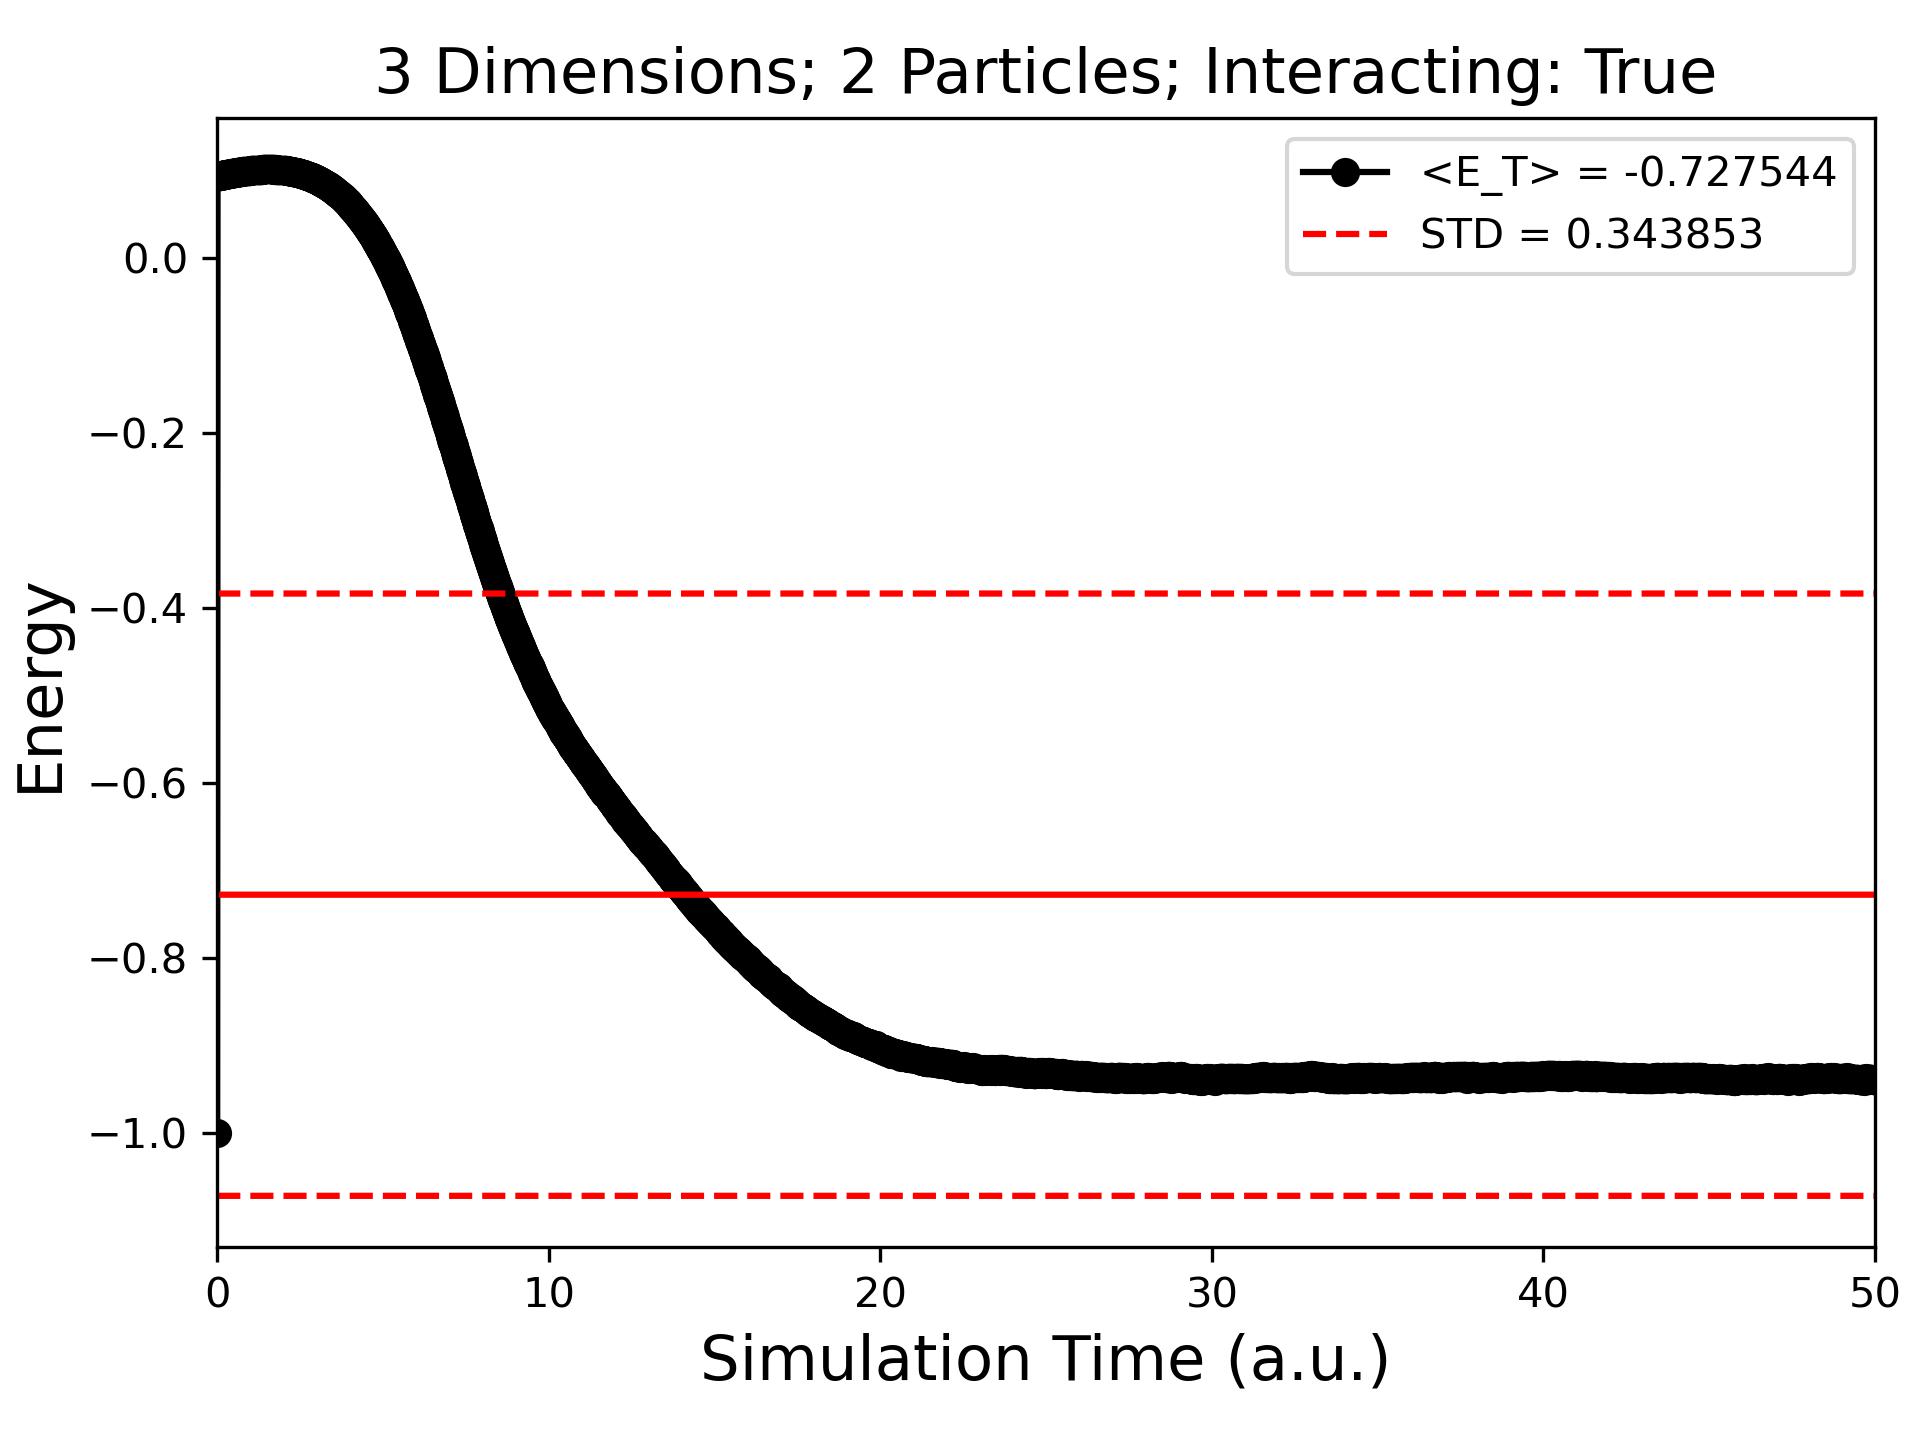 3 Dimensions; 2 Particles; Interacting: True
<E_T> = -0.727544
STD = 0.343853
Energy
0.0
−0.2
−0.4
−0.6
−0.8
−1.0
0 10 20 30 40 50
Simulation Time (a.u.)